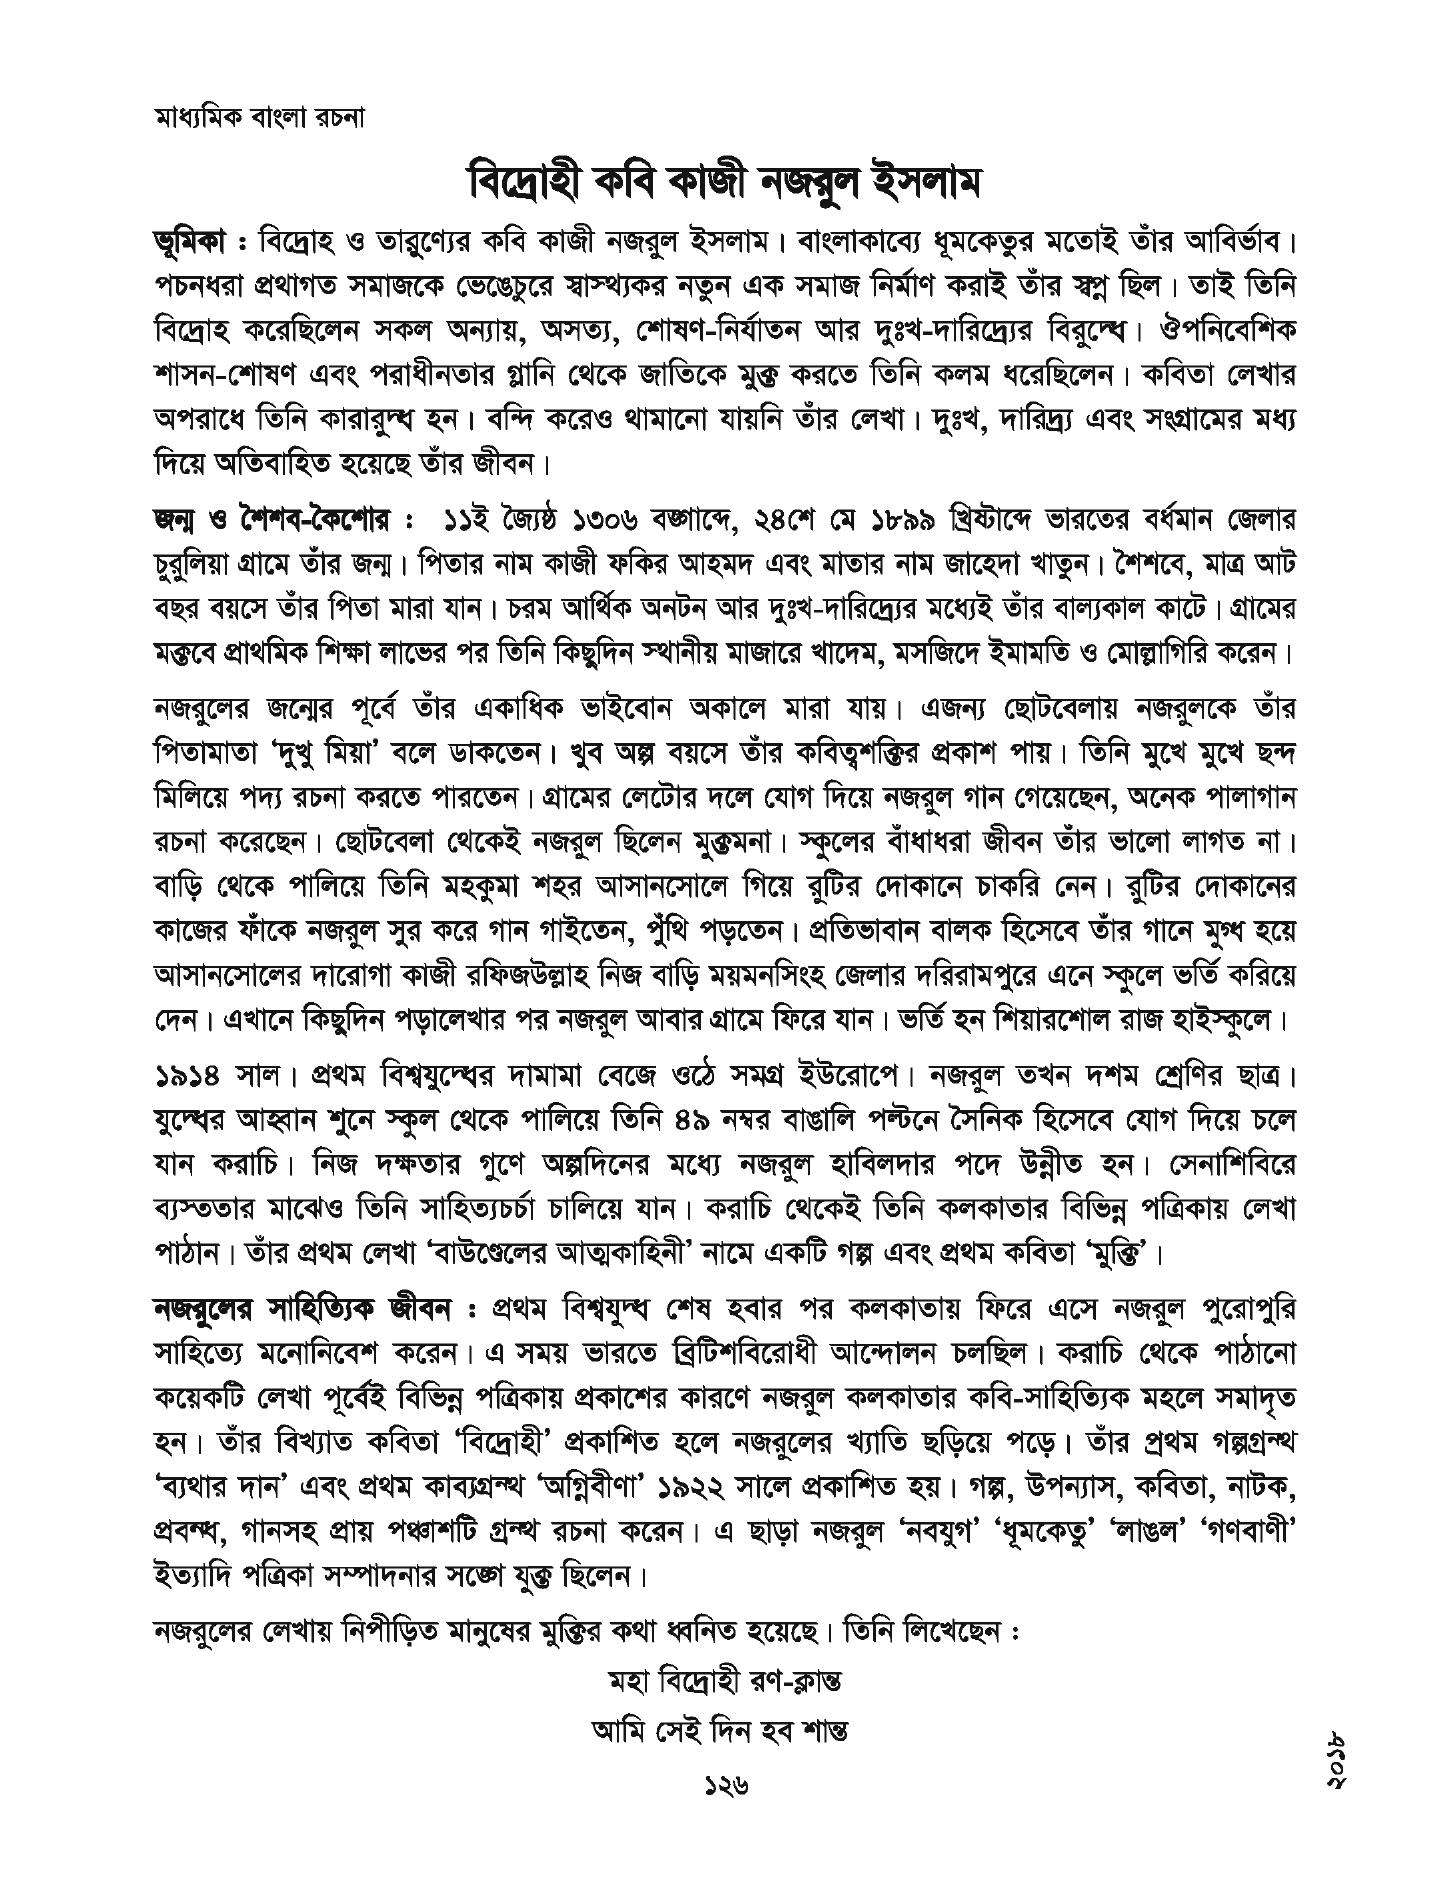 মাধ্যমিক বাংলা রচনা
বিদ্রোহী কবি কাজী নজরুল ইসলাম
ভূমিকা : বিদ্রোহ ও তারুণ্যের কবি কাজী নজরুল ইসলাম। বাংলাকাব্যে ধূমকেতুর মতোই তাঁর আবির্ভাব।
পচনধরা প্রথাগত সমাজকে ভেঙেচুরে স্বাস্থ্যকর নতুন এক সমাজ নির্মাণ করাই তাঁর স্বপ্ন ছিল। তাই তিনি
বিদ্রোহ করেছিলেন সকল অন্যায়, অসত্য, শোষণ-নির্যাতন আর দুঃখ-দারিদ্র্যের বিরুদ্ধে। ঔপনিবেশিক
শাসন-শোষণ এবং পরাধীনতার গ্লানি থেকে জাতিকে মুক্ত করতে তিনি কলম ধরেছিলেন। কবিতা লেখার
অপরাধে তিনি কারারুদ্ধ হন। বন্দি করেও থামানো যায়নি তাঁর লেখা। দুঃখ, দারিদ্র্য এবং সংগ্রামের মধ্য
দিয়ে অতিবাহিত হয়েছে তাঁর জীবন।
জন্ম ও শৈশব-কৈশোর : ১১ই জ্যৈষ্ঠ ১৩০৬ বঙ্গাব্দে, ২৪শে মে ১৮৯৯ খ্রিষ্টাব্দে ভারতের বর্ধমান জেলার
চুরুলিয়া গ্রামে তাঁর জন্ম। পিতার নাম কাজী ফকির আহমদ এবং মাতার নাম জাহেদা খাতুন। শৈশবে, মাত্র আট
বছর বয়সে তাঁর পিতা মারা যান। চরম আর্থিক অনটন আর দুঃখ-দারিদ্র্যের মধ্যেই তাঁর বাল্যকাল কাটে। গ্রামের
মক্তবে প্রাথমিক শিক্ষা লাভের পর তিনি কিছুদিন স্থানীয় মাজারে খাদেম, মসজিদে ইমামতি ও মোল্লাগিরি করেন।
নজরুলের জন্মের পূর্বে তাঁর একাধিক ভাইবোন অকালে মারা যায়। এজন্য ছোটবেলায় নজরুলকে তাঁর
পিতামাতা ‘দুখু মিয়া’ বলে ডাকতেন। খুব অল্প বয়সে তাঁর কবিত্বশক্তির প্রকাশ পায়। তিনি মুখে মুখে ছন্দ
মিলিয়ে পদ্য রচনা করতে পারতেন। গ্রামের লেটোর দলে যোগ দিয়ে নজরুল গান গেয়েছেন, অনেক পালাগান
রচনা করেছেন। ছোটবেলা থেকেই নজরুল ছিলেন মুক্তমনা। স্কুলের বাঁধাধরা জীবন তাঁর ভালো লাগত না।
বাড়ি থেকে পালিয়ে তিনি মহকুমা শহর আসানসোলে গিয়ে রুটির দোকানে চাকরি নেন। রুটির দোকানের
কাজের ফাঁকে নজরুল সুর করে গান গাইতেন, পুঁথি পড়তেন। প্রতিভাবান বালক হিসেবে তাঁর গানে মুগ্ধ হয়ে
আসানসোলের দারোগা কাজী রফিজউল্লাহ নিজ বাড়ি ময়মনসিংহ জেলার দরিরামপুরে এনে স্কুলে ভর্তি করিয়ে
দেন। এখানে কিছুদিন পড়ালেখার পর নজরুল আবার গ্রামে ফিরে যান। ভর্তি হন শিয়ারশোল রাজ হাইস্কুলে।
১৯১৪ সাল। প্রথম বিশ্বযুদ্ধের দামামা বেজে ওঠে সমগ্র ইউরোপে। নজরুল তখন দশম শ্রেণির ছাত্র।
যুদ্ধের আহ্বান শুনে স্কুল থেকে পালিয়ে তিনি ৪৯ নম্বর বাঙালি পল্টনে সৈনিক হিসেবে যোগ দিয়ে চলে
যান করাচি। নিজ দক্ষতার গুণে অল্পদিনের মধ্যে নজরুল হাবিলদার পদে উন্নীত হন। সেনাশিবিরে
ব্যস্ততার মাঝেও তিনি সাহিত্যচর্চা চালিয়ে যান। করাচি থেকেই তিনি কলকাতার বিভিন্ন পত্রিকায় লেখা
পাঠান। তাঁর প্রথম লেখা ‘বাউণ্ডেলের আত্মকাহিনী’ নামে একটি গল্প এবং প্রথম কবিতা ‘মুক্তি’।
নজরুলের সাহিত্যিক জীবন : প্রথম বিশ্বযুদ্ধ শেষ হবার পর কলকাতায় ফিরে এসে নজরুল পুরোপুরি
সাহিত্যে মনোনিবেশ করেন। এ সময় ভারতে ব্রিটিশবিরোধী আন্দোলন চলছিল। করাচি থেকে পাঠানো
কয়েকটি লেখা পূর্বেই বিভিন্ন পত্রিকায় প্রকাশের কারণে নজরুল কলকাতার কবি-সাহিত্যিক মহলে সমাদৃত
হন। তাঁর বিখ্যাত কবিতা ‘বিদ্রোহী’ প্রকাশিত হলে নজরুলের খ্যাতি ছড়িয়ে পড়ে। তাঁর প্রথম গল্পগ্রন্থ
‘ব্যথার দান’ এবং প্রথম কাব্যগ্রন্থ ‘অগ্নিবীণা’ ১৯২২ সালে প্রকাশিত হয়। গল্প, উপন্যাস, কবিতা, নাটক,
প্রবন্ধ, গানসহ প্রায় পঞ্চাশটি গ্রন্থ রচনা করেন। এ ছাড়া নজরুল ‘নবযুগ’ ‘ধূমকেতু’ ‘লাঙল’ ‘গণবাণী’
ইত্যাদি পত্রিকা সম্পাদনার সঙ্গে যুক্ত ছিলেন।
নজরুলের লেখায় নিপীড়িত মানুষের মুক্তির কথা ধ্বনিত হয়েছে। তিনি লিখেছেন :
মহা বিদ্রোহী রণ-ক্লান্ত
আমি সেই দিন হব শান্ত
১২৬
২০১৮